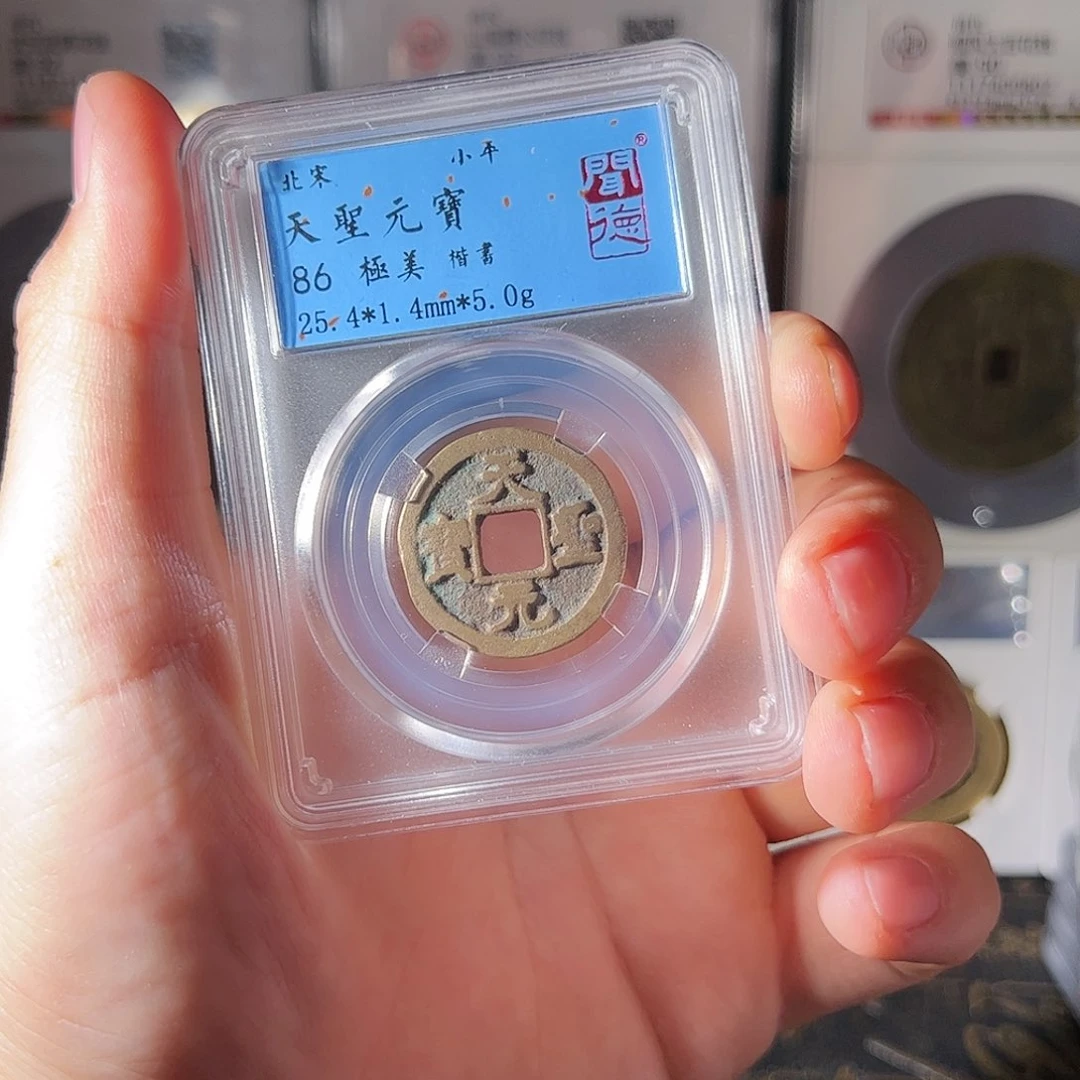 北宋 小平
天聖元寶
86 極美 楷書
25.4*1.4mm*5.0g
聞德®
天聖元寶